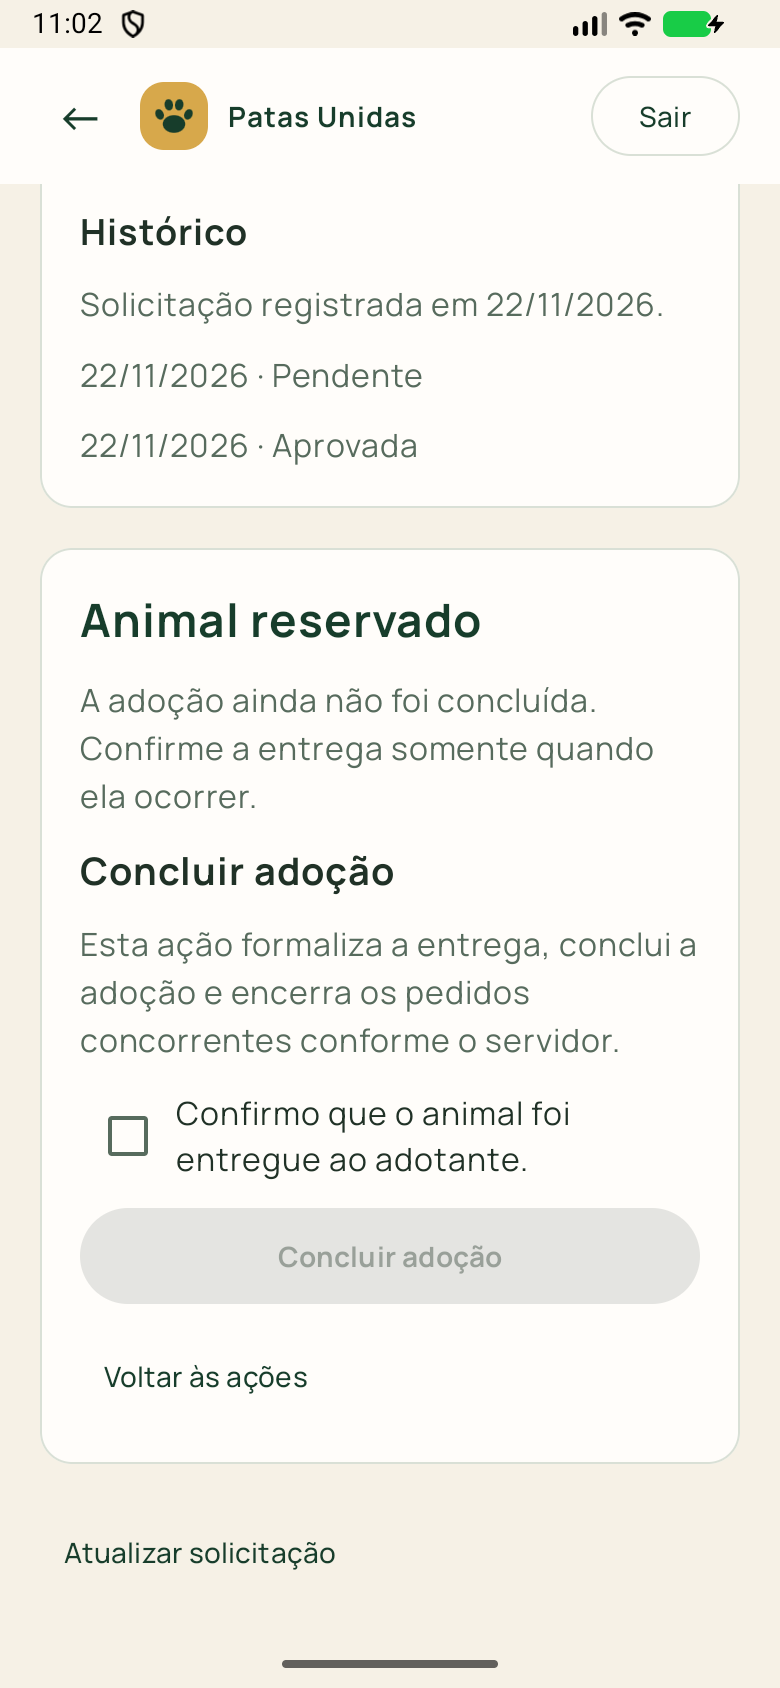 11:02
Patas Unidas
Sair
Histórico
Solicitação registrada em 22/11/2026.
22/11/2026 · Pendente
22/11/2026 · Aprovada
Animal reservado
A adoção ainda não foi concluída.
Confirme a entrega somente quando
ela ocorrer.
Concluir adoção
Esta ação formaliza a entrega, conclui a
adoção e encerra os pedidos
concorrentes conforme o servidor.
Confirmo que o animal foi
entregue ao adotante.
Concluir adoção
Voltar às ações
Atualizar solicitação